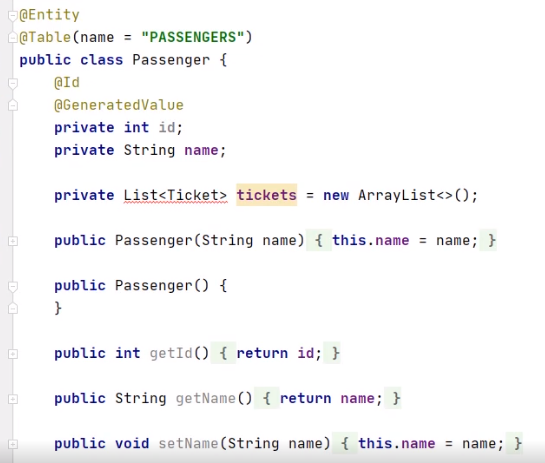 @Entity
@Table(name = "PASSENGERS")
public class Passenger {
@Id
@GeneratedValue
private int id;
private String name;
private List<Ticket> tickets = new ArrayList<>();
public Passenger(String name) { this.name = name; }
public Passenger() {
}
public int getId() { return id; }
public String getName() { return name; }
public void setName(String name) { this.name = name; }